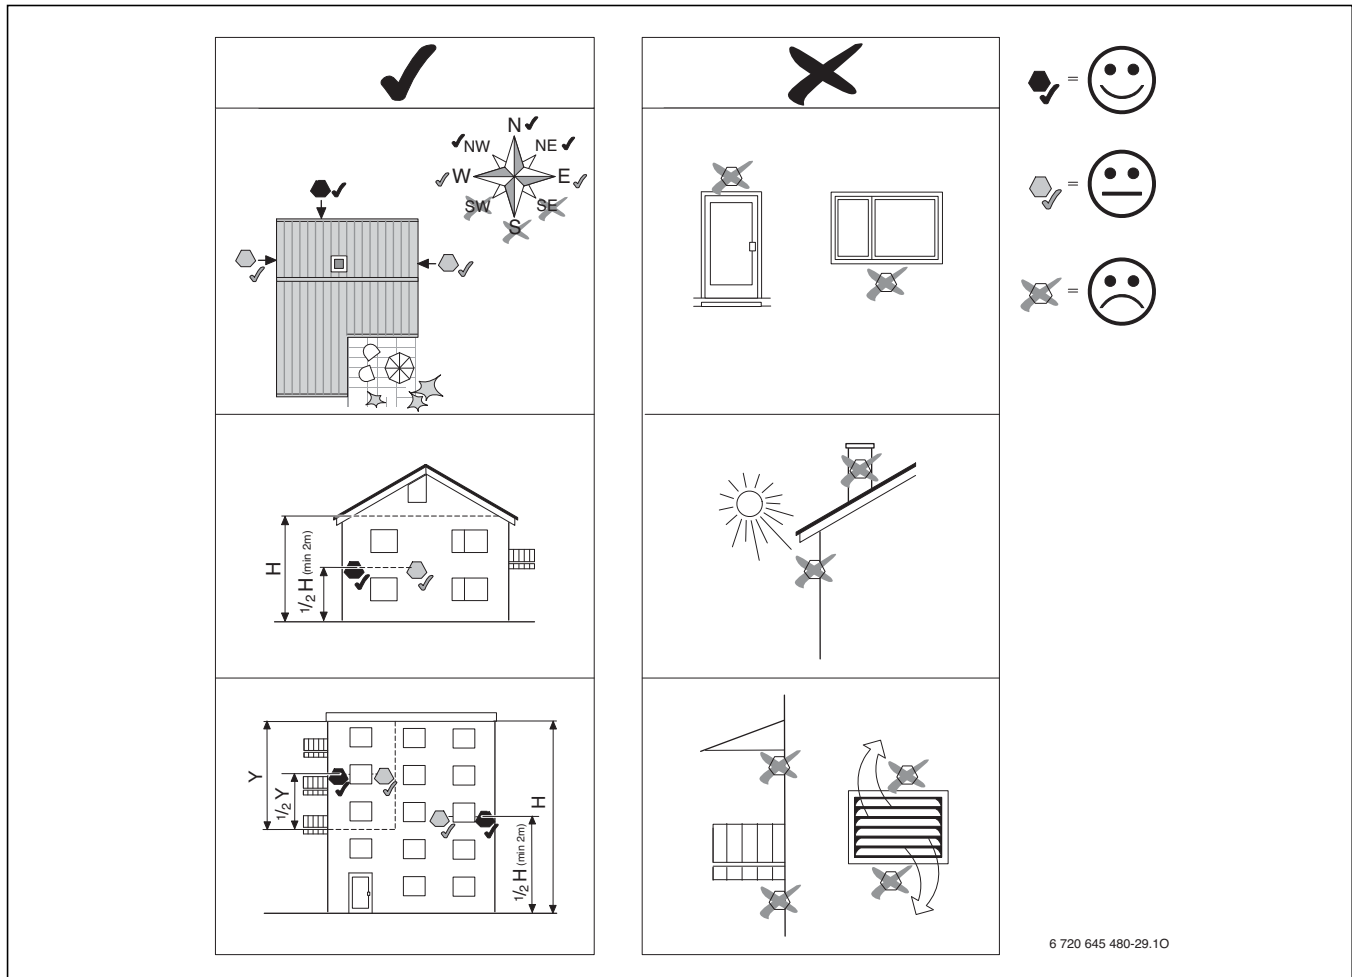 N
NW
NE
W
E
SW
SE
S
=
=
=
H
1/2 H (min 2m)
Y
1/2 Y
H
1/2 H (min 2m)
6 720 645 480-29.1O